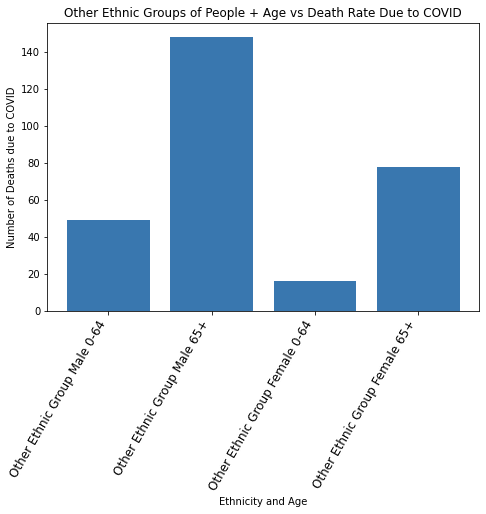 Other Ethnic Groups of People + Age vs Death Rate Due to COVID
Number of Deaths due to COVID
140
120
100
80
60
40
20
0
Other Ethnic Group Male 0-64
Other Ethnic Group Male 65+
Other Ethnic Group Female 0-64
Other Ethnic Group Female 65+
Ethnicity and Age